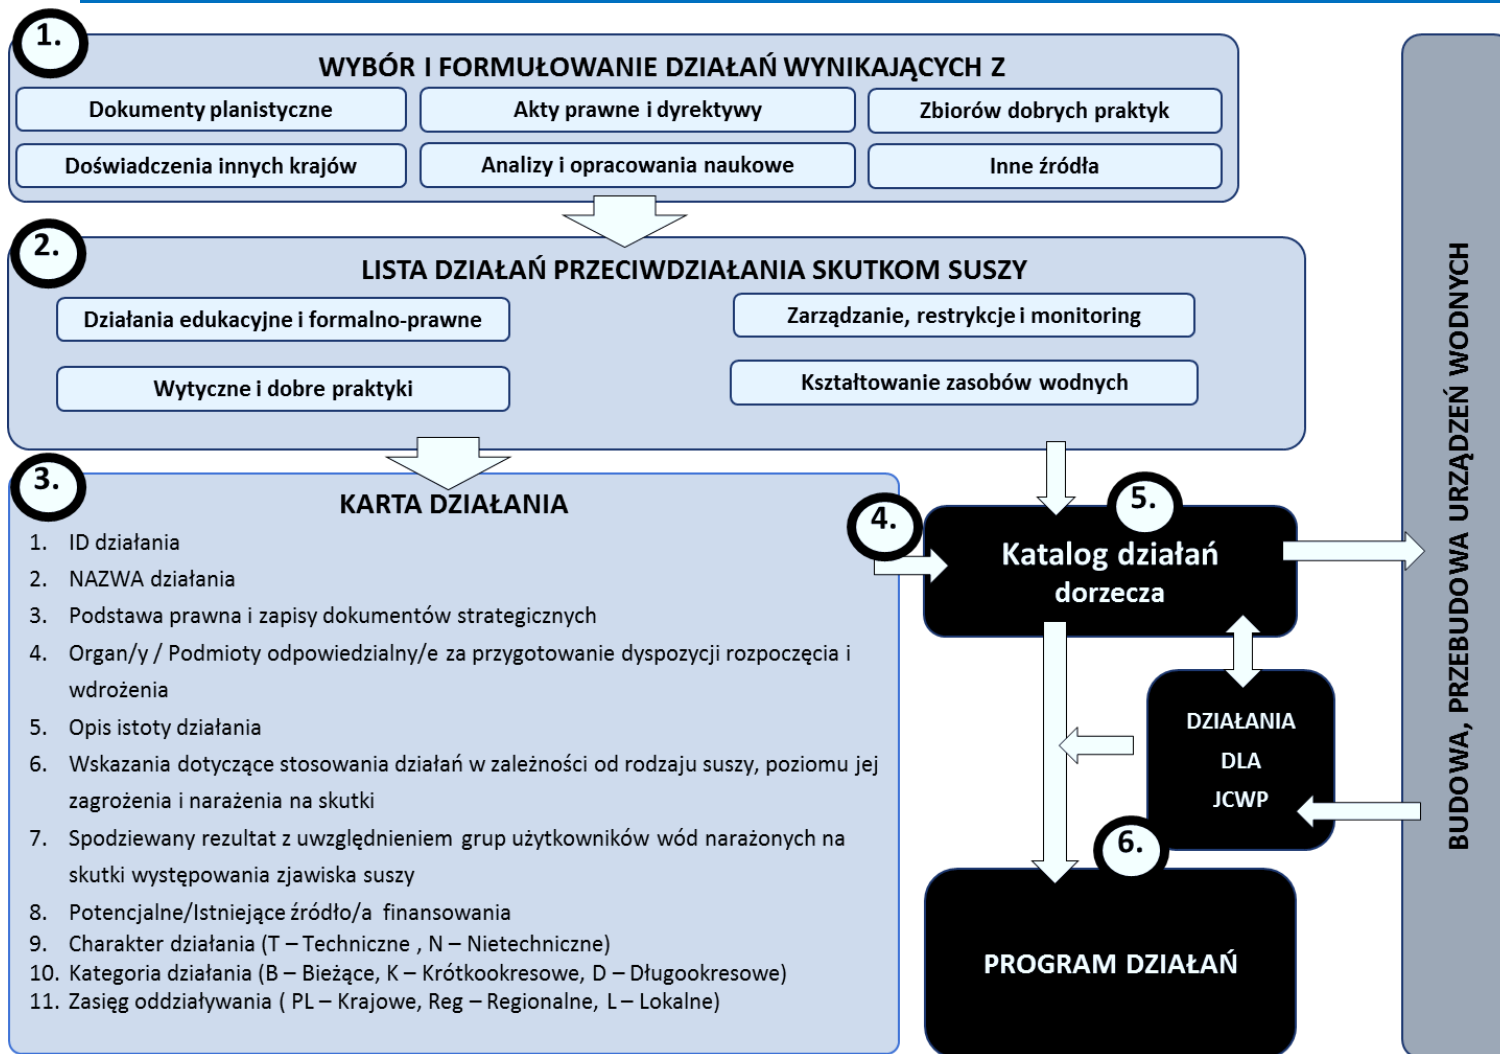 1.
WYBÓR I FORMUŁOWANIE DZIAŁAŃ WYNIKAJĄCYCH Z
Dokumenty planistyczne
Akty prawne i dyrektywy
Zbiorów dobrych praktyk
Doświadczenia innych krajów
Analizy i opracowania naukowe
Inne źródła
2.
LISTA DZIAŁAŃ PRZECIWDZIAŁANIA SKUTKOM SUSZY
Działania edukacyjne i formalno-prawne
Zarządzanie, restrykcje i monitoring
Wytyczne i dobre praktyki
Kształtowanie zasobów wodnych
3.
KARTA DZIAŁANIA
1. ID działania
2. NAZWA działania
3. Podstawa prawna i zapisy dokumentów strategicznych
4. Organ/y / Podmioty odpowiedzialny/e za przygotowanie dyspozycji rozpoczęcia i
wdrożenia
5. Opis istoty działania
6. Wskazania dotyczące stosowania działań w zależności od rodzaju suszy, poziomu jej
zagrożenia i narażenia na skutki
7. Spodziewany rezultat z uwzględnieniem grup użytkowników wód narażonych na
skutki występowania zjawiska suszy
8. Potencjalne/Istniejące źródło/a finansowania
9. Charakter działania (T – Techniczne , N – Nietechniczne)
10. Kategoria działania (B – Bieżące, K – Krótkookresowe, D – Długookresowe)
11. Zasięg oddziaływania ( PL – Krajowe, Reg – Regionalne, L – Lokalne)
4.
5.
Katalog działań
dorzecza
DZIAŁANIA
DLA
JCWP
6.
PROGRAM DZIAŁAŃ
BUDOWA, PRZEBUDOWA URZĄDZEŃ WODNYCH